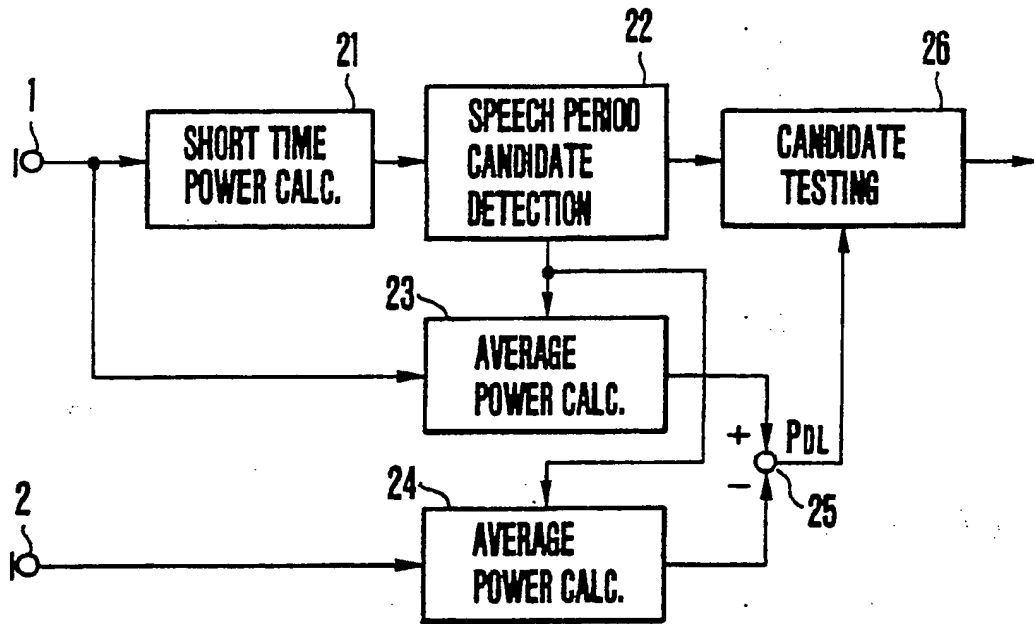 21
22
26
1
SHORT TIME
POWER CALC.
SPEECH PERIOD
CANDIDATE
DETECTION
CANDIDATE
TESTING
23
AVERAGE
POWER CALC.
+
PDL
−
25
2
24
AVERAGE
POWER CALC.